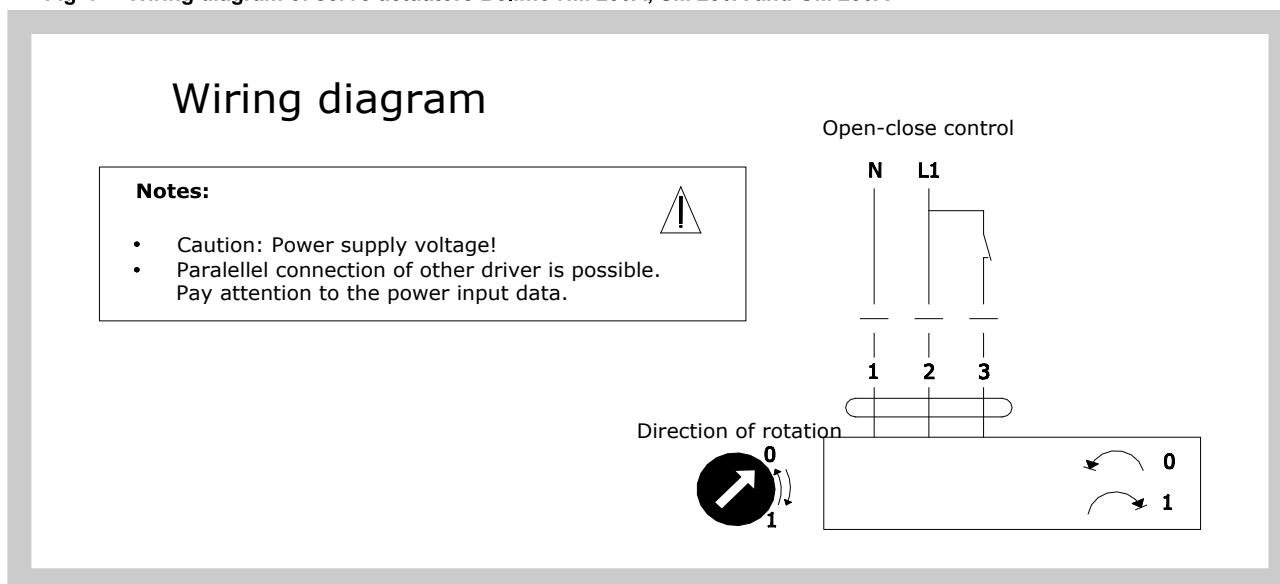 Wiring diagram
Open-close control
N L1
Notes:
• Caution: Power supply voltage!
• Paralellel connection of other driver is possible.
Pay attention to the power input data.
1 2 3
Direction of rotation
0
1
0
1